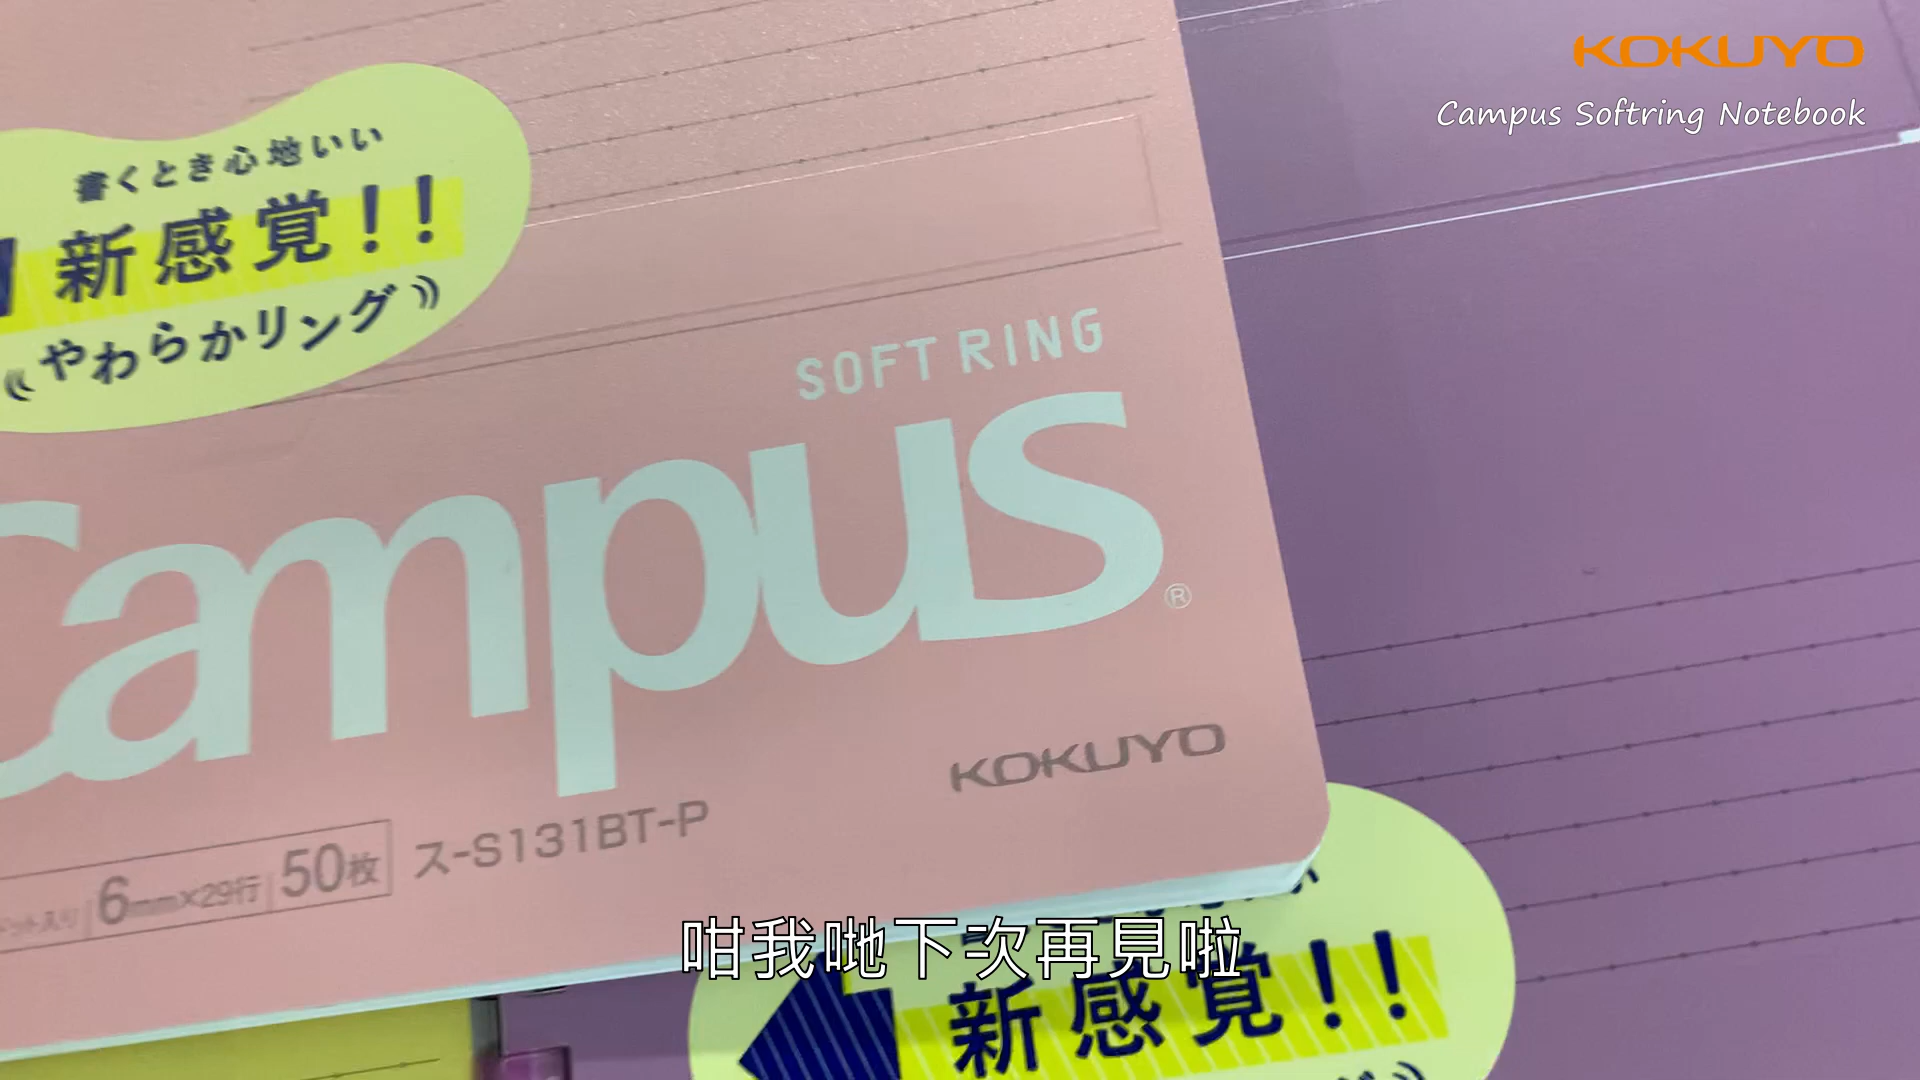 KOKUYO
Campus Softring Notebook
書くとき心地いい
新感覚!!
やわらかリング
SOFT RING
Campus®
KOKUYO
ス-S131BT-P
6mm×29行
50枚
咁我哋下次再見啦
新感覚!!